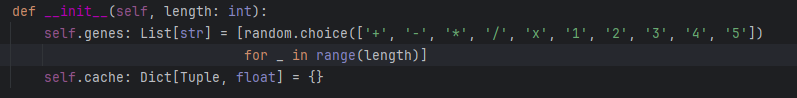 def __init__(self, length: int):
self.genes: List[str] = [random.choice(['+', '-', '*', '/', 'x', '1', '2', '3', '4', '5'])
for _ in range(length)]
self.cache: Dict[Tuple, float] = {}